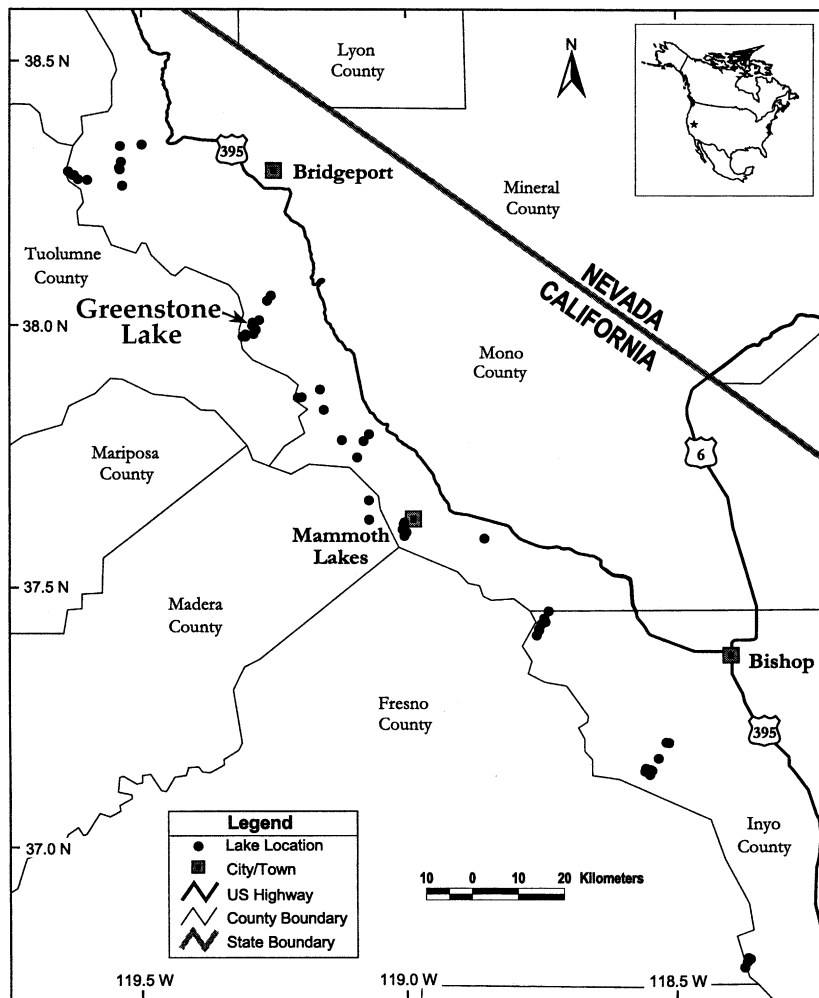 38.5 N
Lyon
County
N
395
Bridgeport
Mineral
County
Tuolumne
County
NEVADA
CALIFORNIA
Greenstone
Lake
38.0 N
Mono
County
Mariposa
County
6
Mammoth
Lakes
37.5 N
Madera
County
Bishop
Fresno
County
395
Inyo
County
37.0 N
Legend
Lake Location
City/Town
US Highway
County Boundary
State Boundary
10 0 10 20 Kilometers
119.5 W
119.0 W
118.5 W